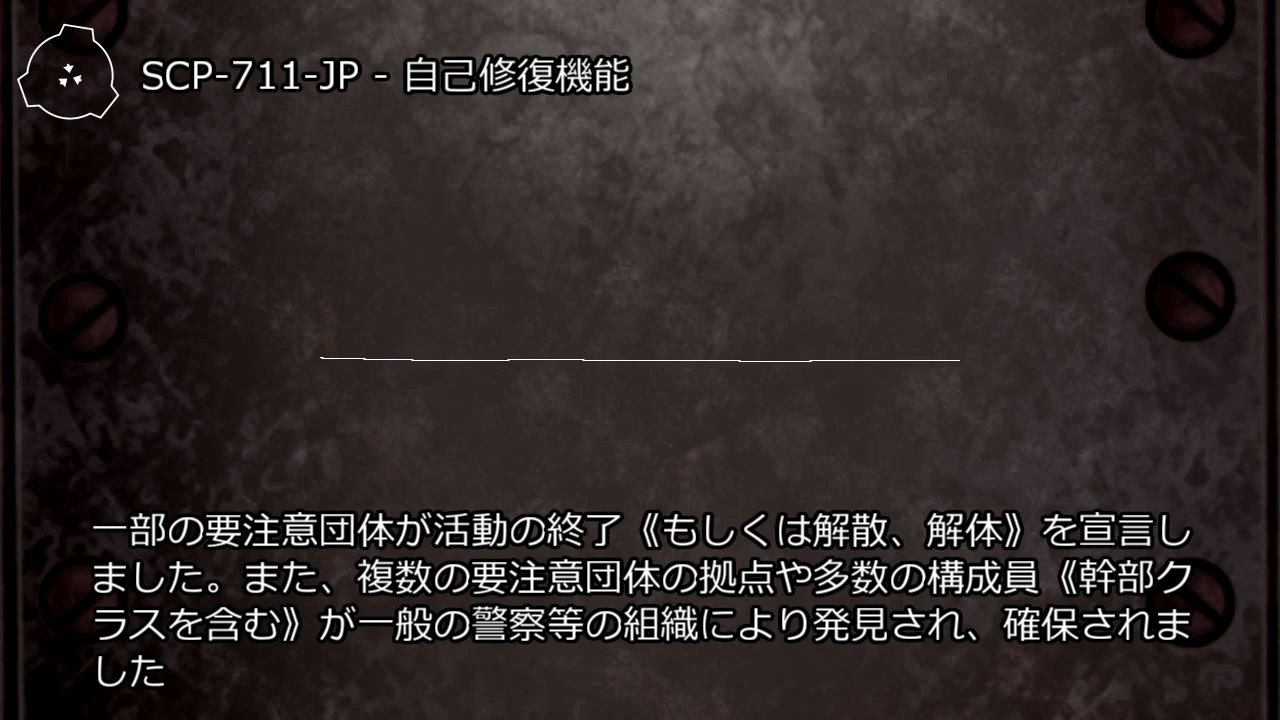 SCP-711-JP - 自己修復機能
一部の要注意団体が活動の終了《もしくは解散、解体》を宣言し
ました。また、複数の要注意団体の拠点や多数の構成員《幹部ク
ラスを含む》が一般の警察等の組織により発見され、確保されま
した